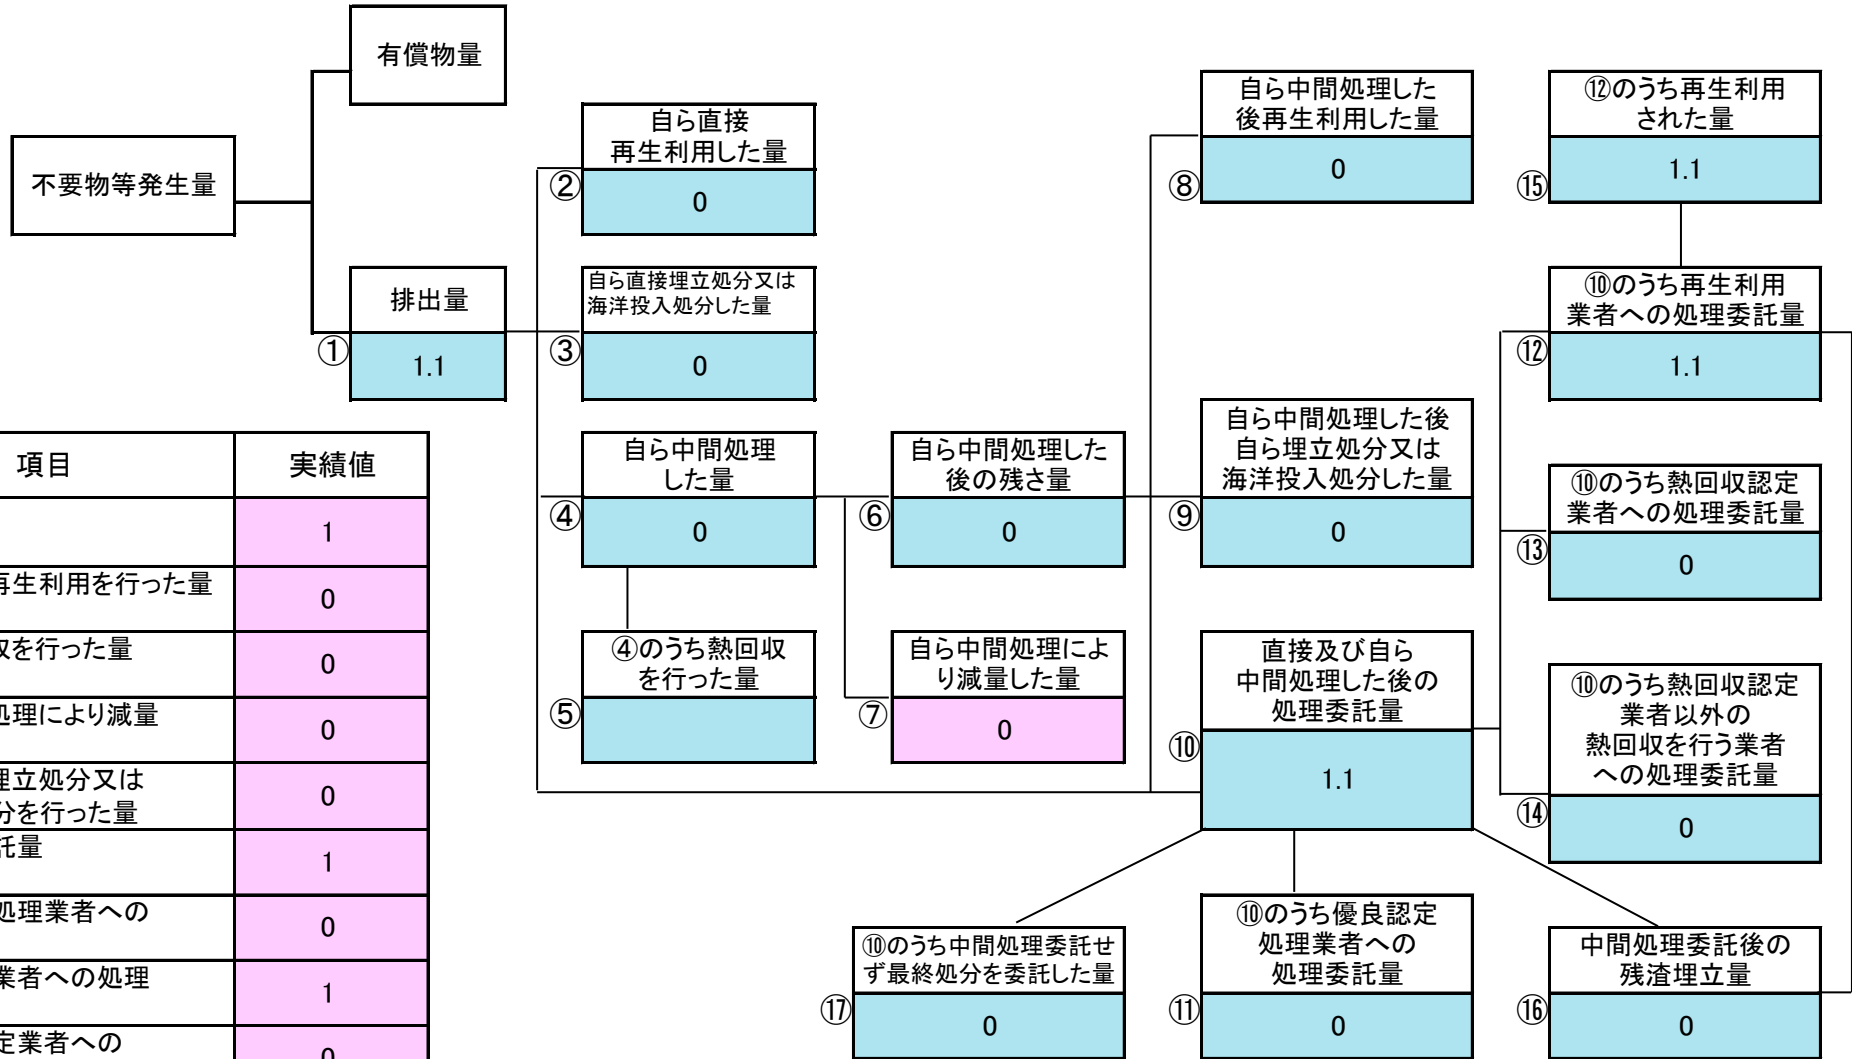 有償物量
不要物等発生量
排出量
①
1.1
自ら直接
再生利用した量
②
0
自ら直接埋立処分又は
海洋投入処分した量
③
0
自ら中間処理
した量
④
0
④のうち熱回収
を行った量
⑤
自ら中間処理した
後の残さ量
⑥
0
自ら中間処理によ
り減量した量
⑦
0
自ら中間処理した
後再生利用した量
⑧
0
自ら中間処理した後
自ら埋立処分又は
海洋投入処分した量
⑨
0
直接及び自ら
中間処理した後の
処理委託量
⑩
1.1
⑫のうち再生利用
された量
⑮
1.1
⑩のうち再生利用
業者への処理委託量
⑫
1.1
⑩のうち熱回収認定
業者への処理委託量
⑬
0
⑩のうち熱回収認定
業者以外の
熱回収を行う業者
への処理委託量
⑭
0
⑩のうち中間処理委託せ
ず最終処分を委託した量
⑰
0
⑩のうち優良認定
処理業者への
処理委託量
⑪
0
中間処理委託後の
残渣埋立量
⑯
0
項目 実績値
1
再生利用を行った量 0
を行った量 0
処理により減量 0
埋立処分又は
分を行った量 0
託量 1
処理業者への 0
業者への処理 1
定業者への 0